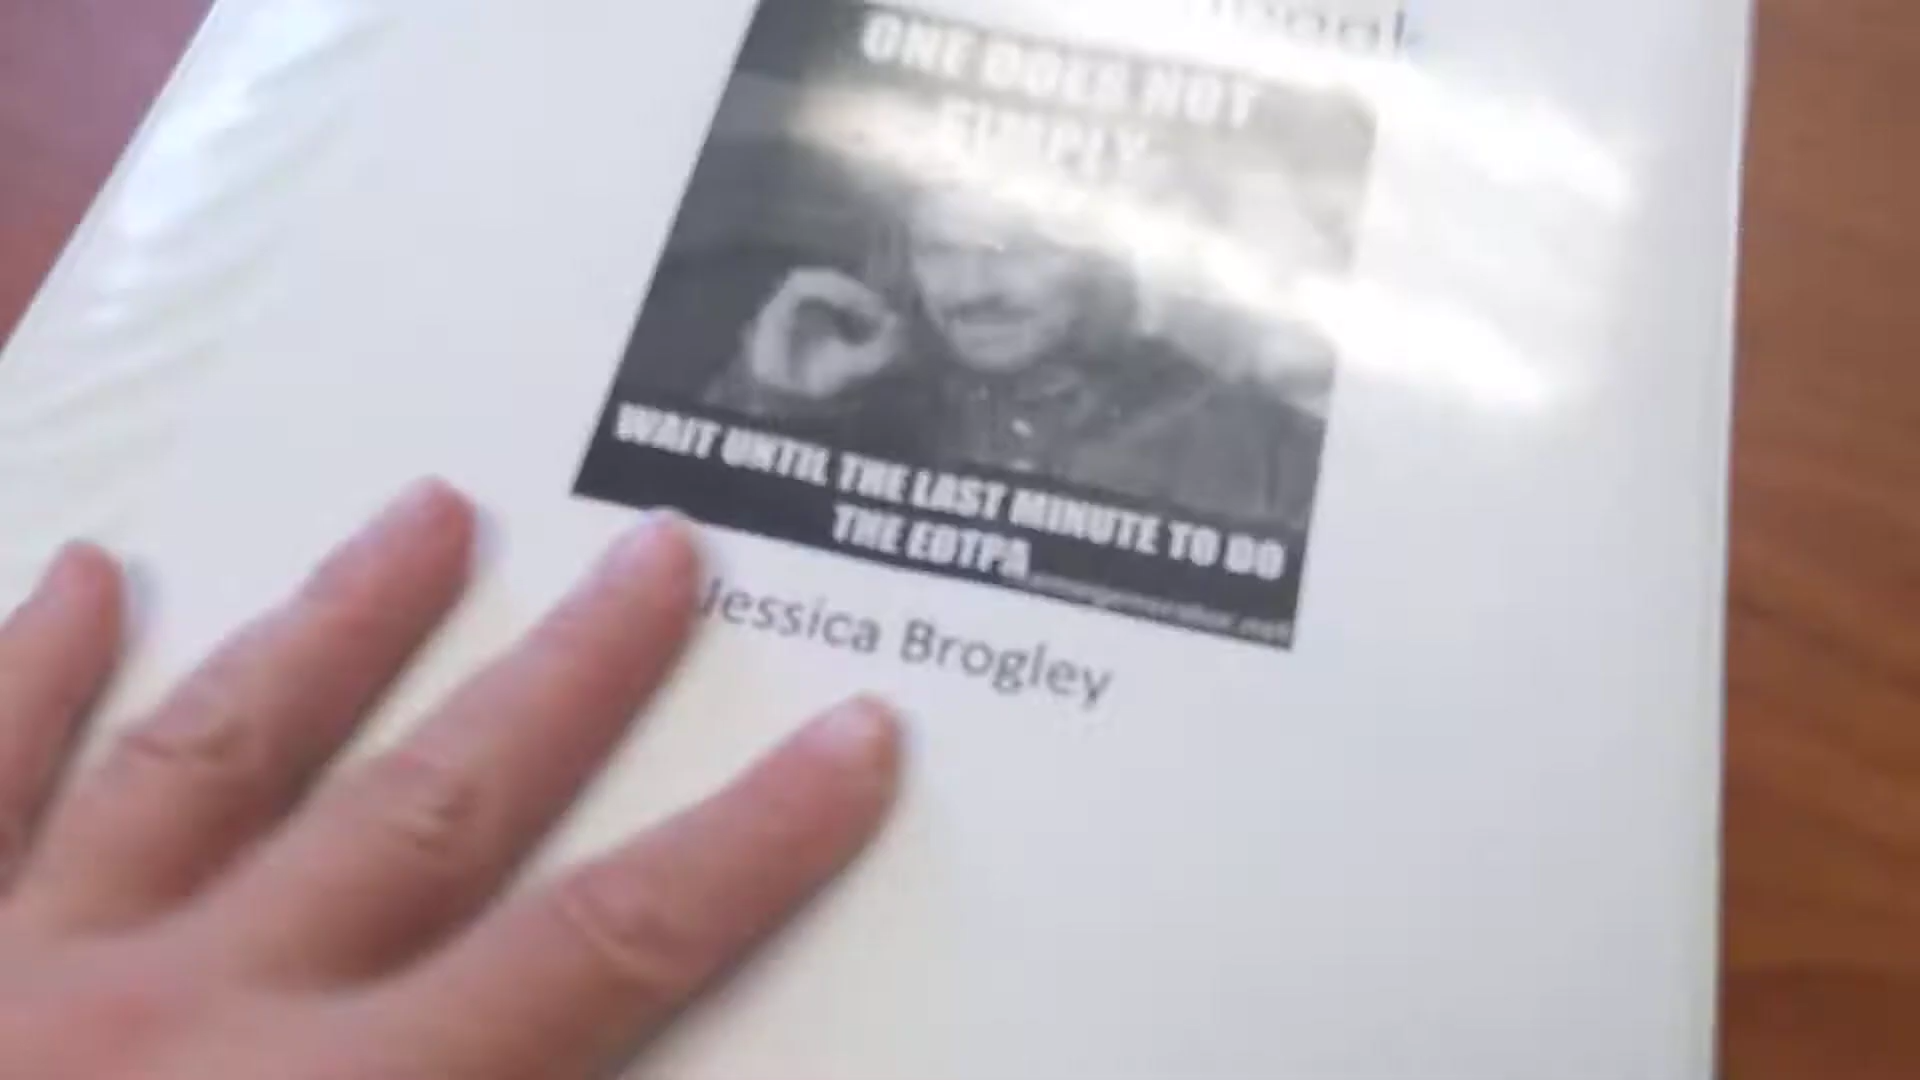 ONE DOES NOT
SIMPLY
WAIT UNTIL THE LAST MINUTE TO DO
THE EDTPA
Jessica Brogley